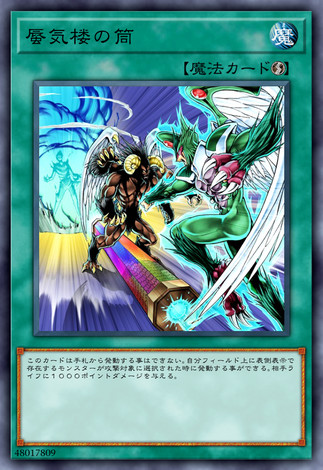 蜃気楼の筒
魔
【魔法カード】
このカードは手札から発動する事はできない。自分フィールド上に表側表示で
存在するモンスターが攻撃対象に選択された時に発動する事ができる。相手ラ
イフに１０００ポイントダメージを与える。
48017809